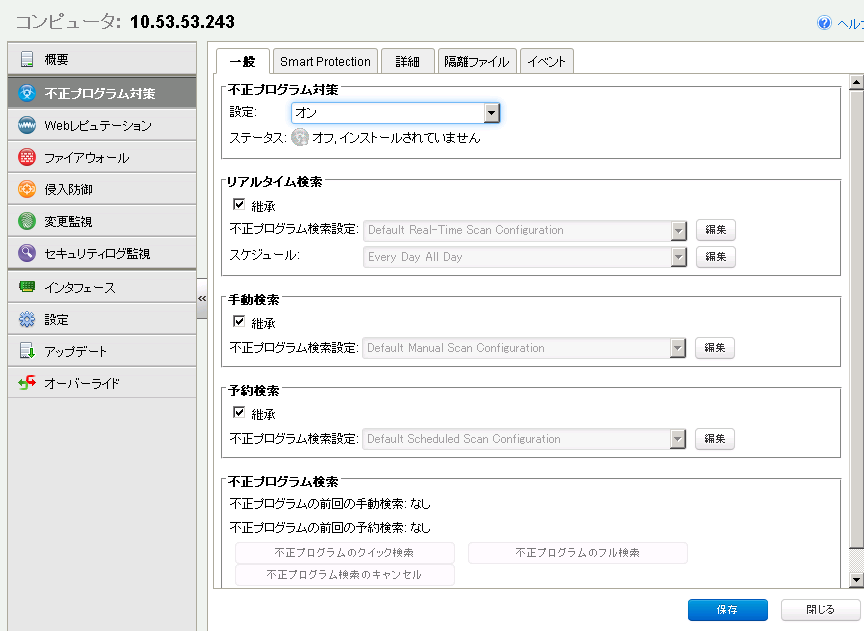 コンピュータ: 10.53.53.243
ヘル
概要
不正プログラム対策
Webレピュテーション
ファイアウォール
侵入防御
変更監視
セキュリティログ監視
インタフェース
設定
アップデート
オーバーライド
«
一般 Smart Protection 詳細 隔離ファイル イベント
不正プログラム対策
設定: オン
ステータス: オフ, インストールされていません
リアルタイム検索
継承
不正プログラム検索設定: Default Real-Time Scan Configuration 編集
スケジュール: Every Day All Day 編集
手動検索
継承
不正プログラム検索設定: Default Manual Scan Configuration 編集
予約検索
継承
不正プログラム検索設定: Default Scheduled Scan Configuration 編集
不正プログラム検索
不正プログラムの前回の手動検索: なし
不正プログラムの前回の予約検索: なし
不正プログラムのクイック検索 不正プログラムのフル検索
不正プログラム検索のキャンセル
保存 閉じる